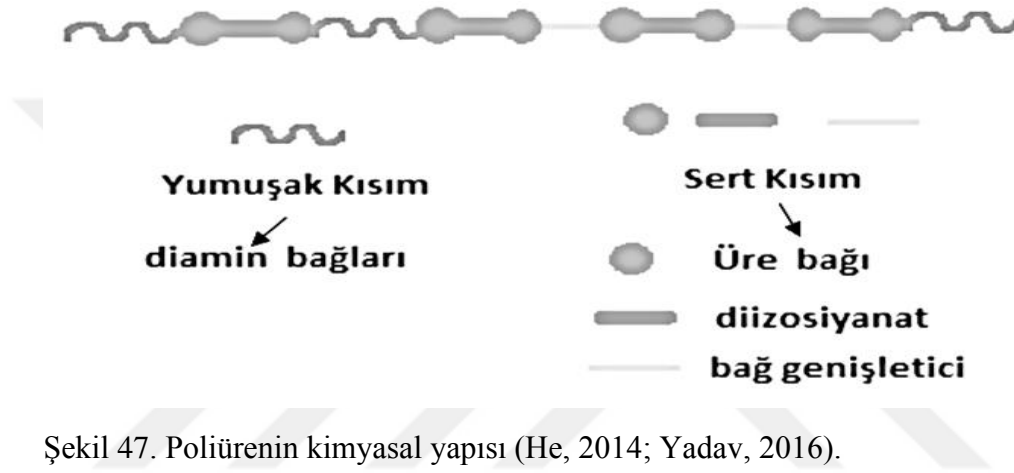 Yumuşak Kısım
diamin bağları
Sert Kısım
Üre bağı
diizosiyanat
bağ genişletici
Şekil 47. Poliürenin kimyasal yapısı (He, 2014; Yadav, 2016).